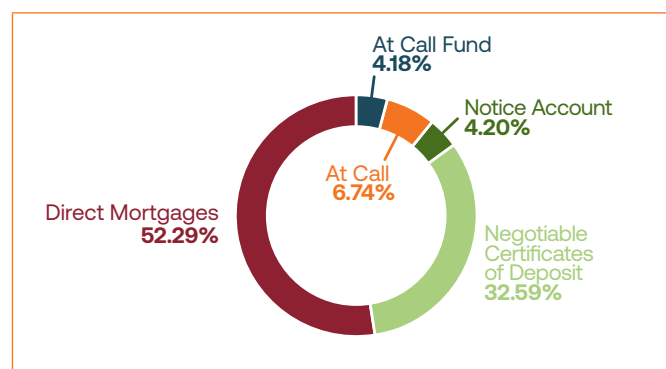 At Call Fund
4.18%
Notice Account
4.20%
At Call
6.74%
Direct Mortgages
52.29%
Negotiable
Certificates
of Deposit
32.59%